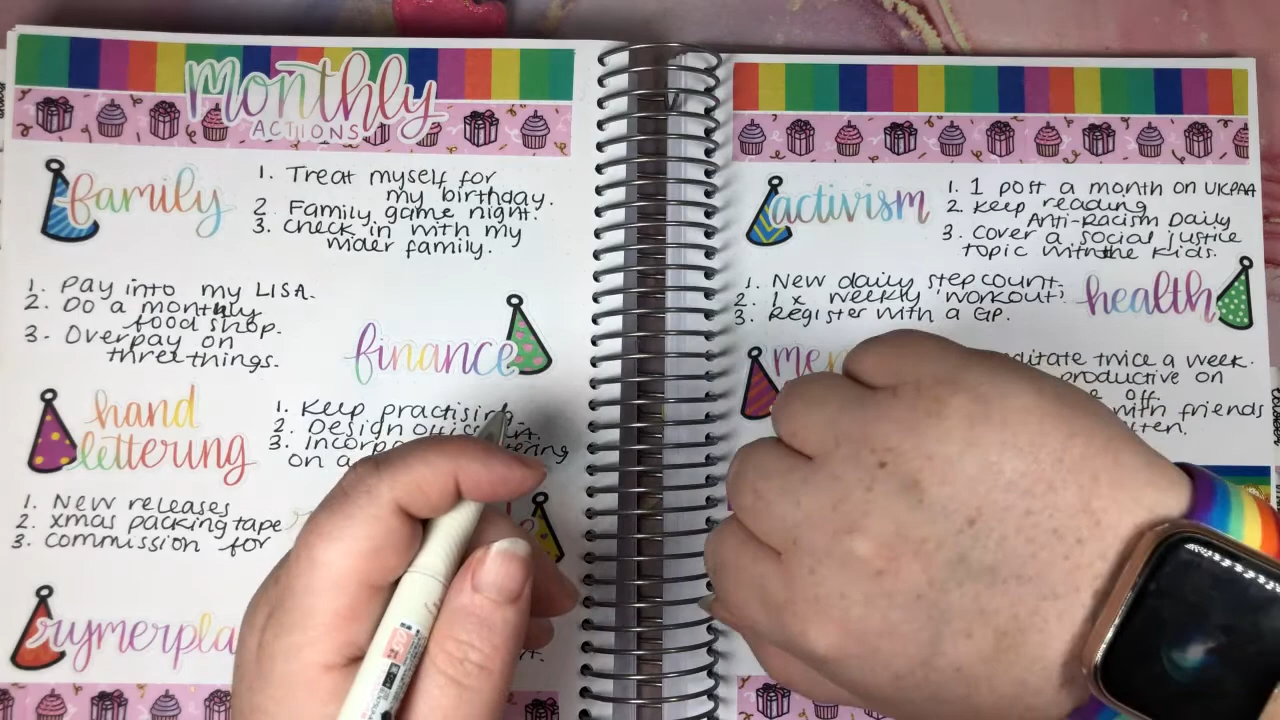 monthly
ACTIONS
family
1. Treat myself for
my birthday.
2. Family game night.
3. Check in with my
wider family.
1. Pay into my LISA.
2. Do a monthly
food shop.
3. Overpay on
three things.
finance
hand
lettering
1. Keep practising.
2. Design
3.
on a
1. New releases
2. xmas packing tape
3. commission for
rymerpla
activism
1. 1 post a month on UKPAA
2. Keep reading
Anti-Racism Daily
3. Cover a social justice
topic with the kids.
1. New daily step count.
2. 1x weekly 'workout'
3. Register with a GP.
health
twice a week.
productive on
off.
with friends